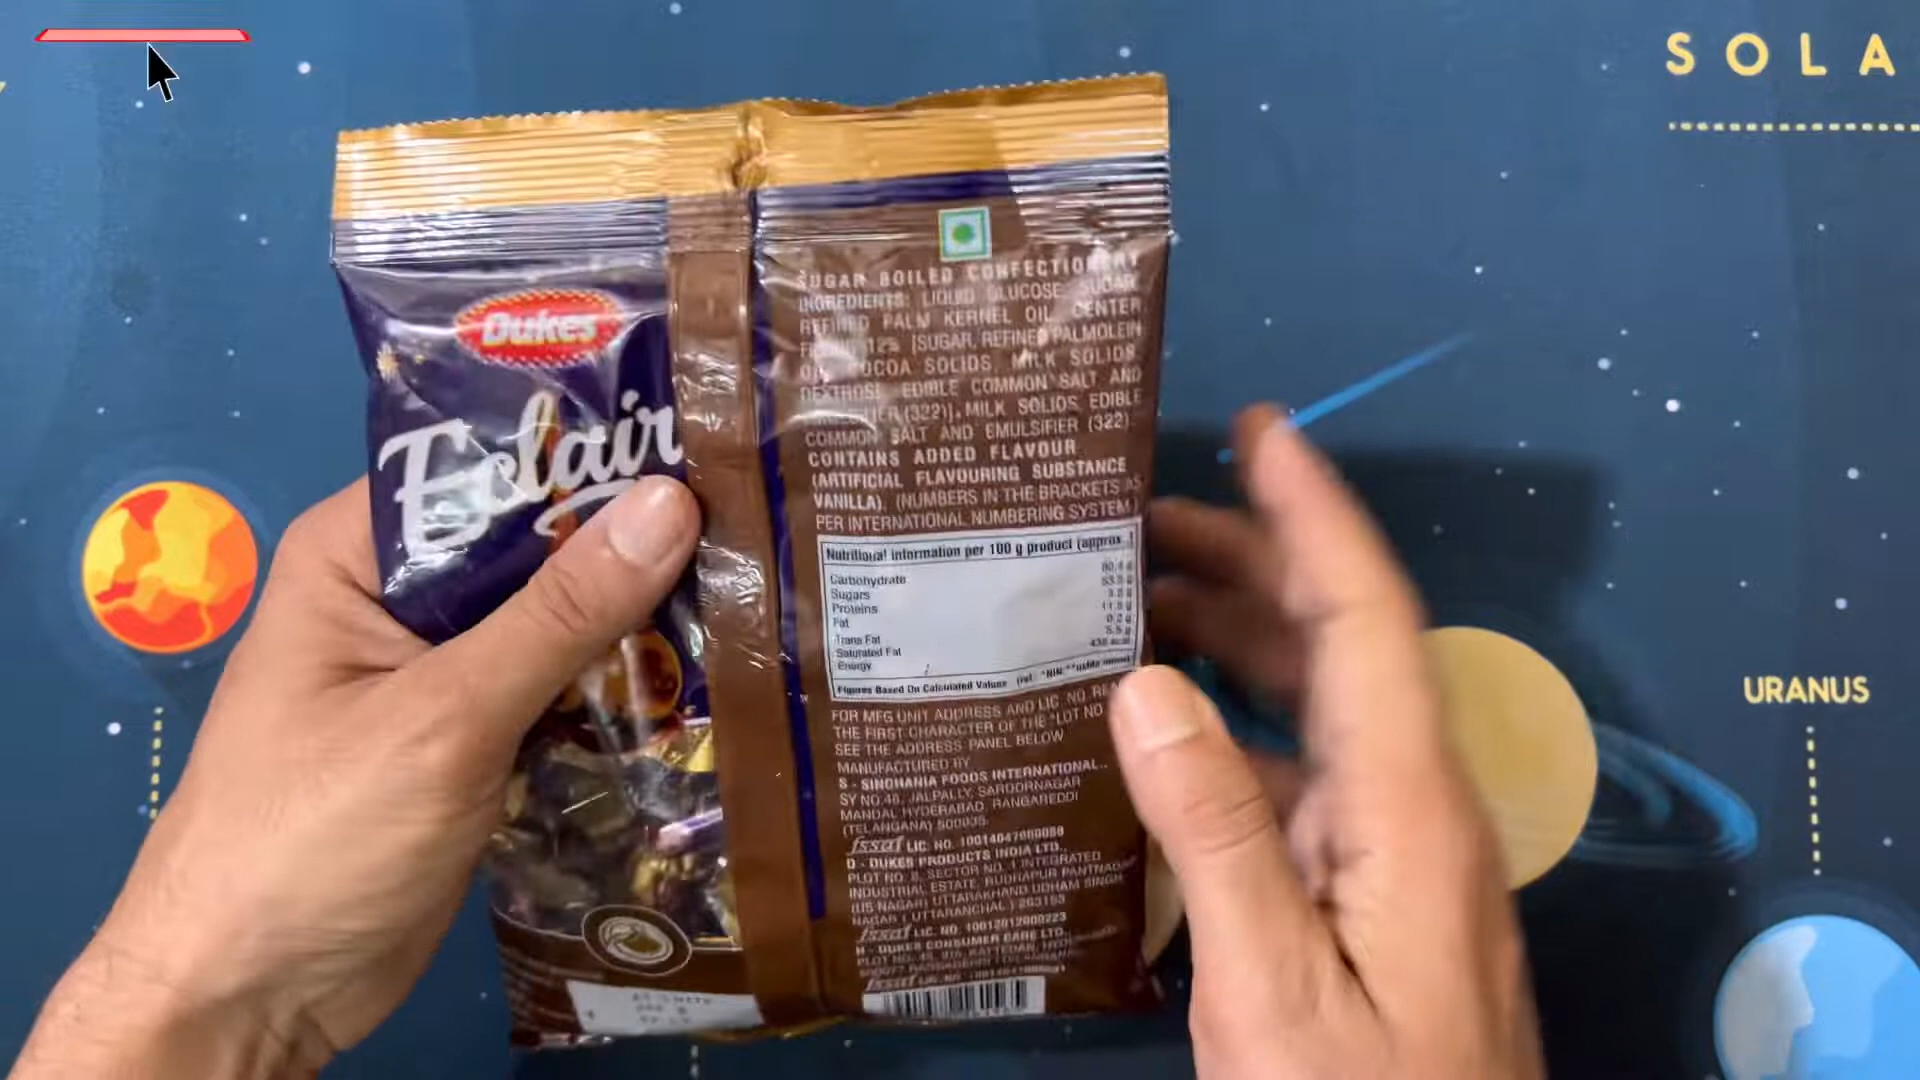 SOLA
Dukes
Eclair
SUGAR BOILED CONFECTIONERY
INGREDIENTS: LIQUID GLUCOSE, SUGAR,
REFINED PALM KERNEL OIL, CENTER
12% [SUGAR, REFINED PALMOLEIN
COCOA SOLIDS, MILK SOLIDS,
DEXTROSE, EDIBLE COMMON SALT AND
(322)], MILK SOLIDS, EDIBLE
COMMON SALT AND EMULSIFIER (322).
CONTAINS ADDED FLAVOUR
(ARTIFICIAL FLAVOURING SUBSTANCE
VANILLA). (NUMBERS IN THE BRACKETS AS
PER INTERNATIONAL NUMBERING SYSTEM)
Nutritional information per 100 g product (approx.)
Carbohydrate
Sugars
Proteins
Fat
Trans Fat
Saturated Fat
Energy
Figures Based On Calculated Values
FOR MFG UNIT ADDRESS AND LIC NO REA
THE FIRST CHARACTER OF THE "LOT NO
SEE THE ADDRESS PANEL BELOW
MANUFACTURED BY
S - SINGHANIA FOODS INTERNATIONAL.,
SY NO.46, JALPALLY, SAROORNAGAR
MANDAL HYDERABAD, RANGAREDDI
(TELANGANA) 500005.
fssai LIC. NO.
D - DUKES PRODUCTS INDIA LTD.,
PLOT NO. 8, SECTOR NO. 1 INTEGRATED
INDUSTRIAL ESTATE, RUDRAPUR PANTNAGAR
(US NAGAR) UTTARAKHAND UDHAM SINGH
NAGAR ( UTTARANCHAL ) 263153
fssai LIC. NO. 10012012000223
H - DUKES CONSUMER CARE LTD.,
fssai LIC. NO.
URANUS